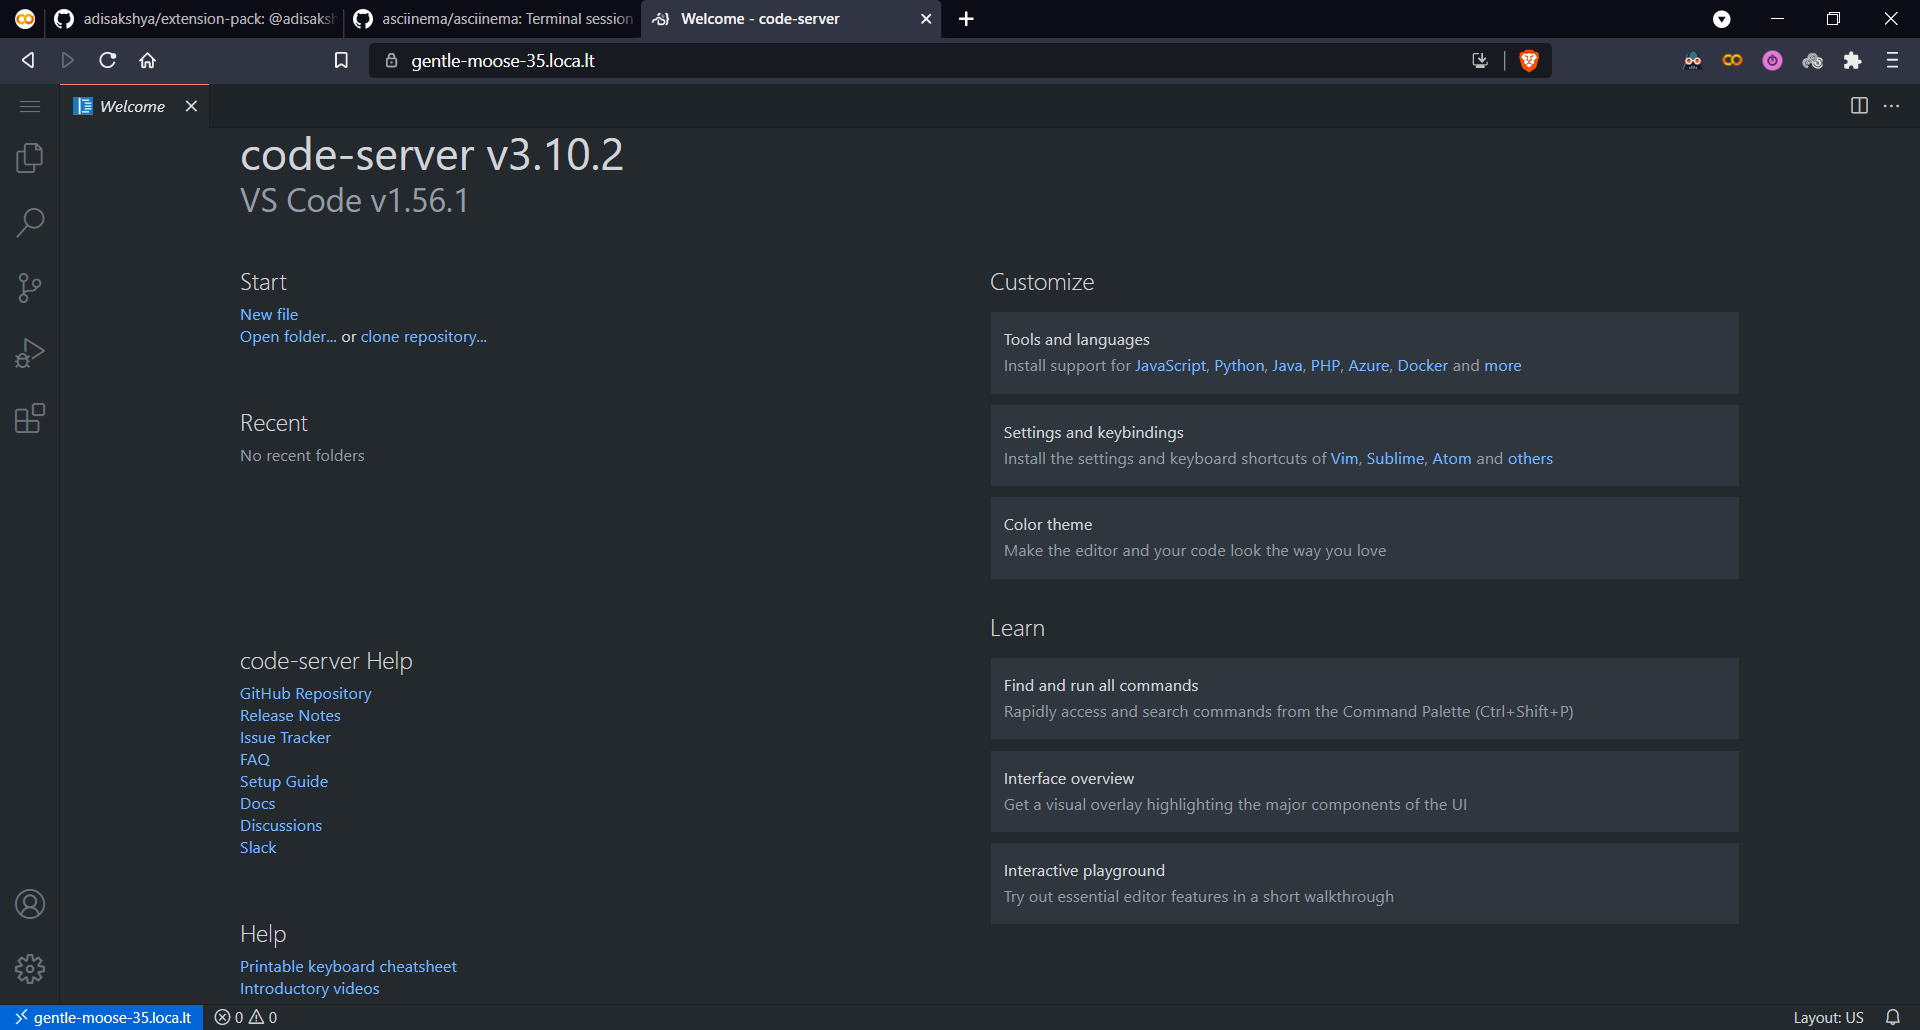 adisakshya/extension-pack: @adisaksh
asciinema/asciinema: Terminal session
Welcome - code-server
gentle-moose-35.loca.lt
Welcome
code-server v3.10.2
VS Code v1.56.1
Start
New file
Open folder... or clone repository...
Recent
No recent folders
code-server Help
GitHub Repository
Release Notes
Issue Tracker
FAQ
Setup Guide
Docs
Discussions
Slack
Help
Printable keyboard cheatsheet
Introductory videos
Customize
Tools and languages
Install support for JavaScript, Python, Java, PHP, Azure, Docker and more
Settings and keybindings
Install the settings and keyboard shortcuts of Vim, Sublime, Atom and others
Color theme
Make the editor and your code look the way you love
Learn
Find and run all commands
Rapidly access and search commands from the Command Palette (Ctrl+Shift+P)
Interface overview
Get a visual overlay highlighting the major components of the UI
Interactive playground
Try out essential editor features in a short walkthrough
gentle-moose-35.loca.lt
0 0
Layout: US